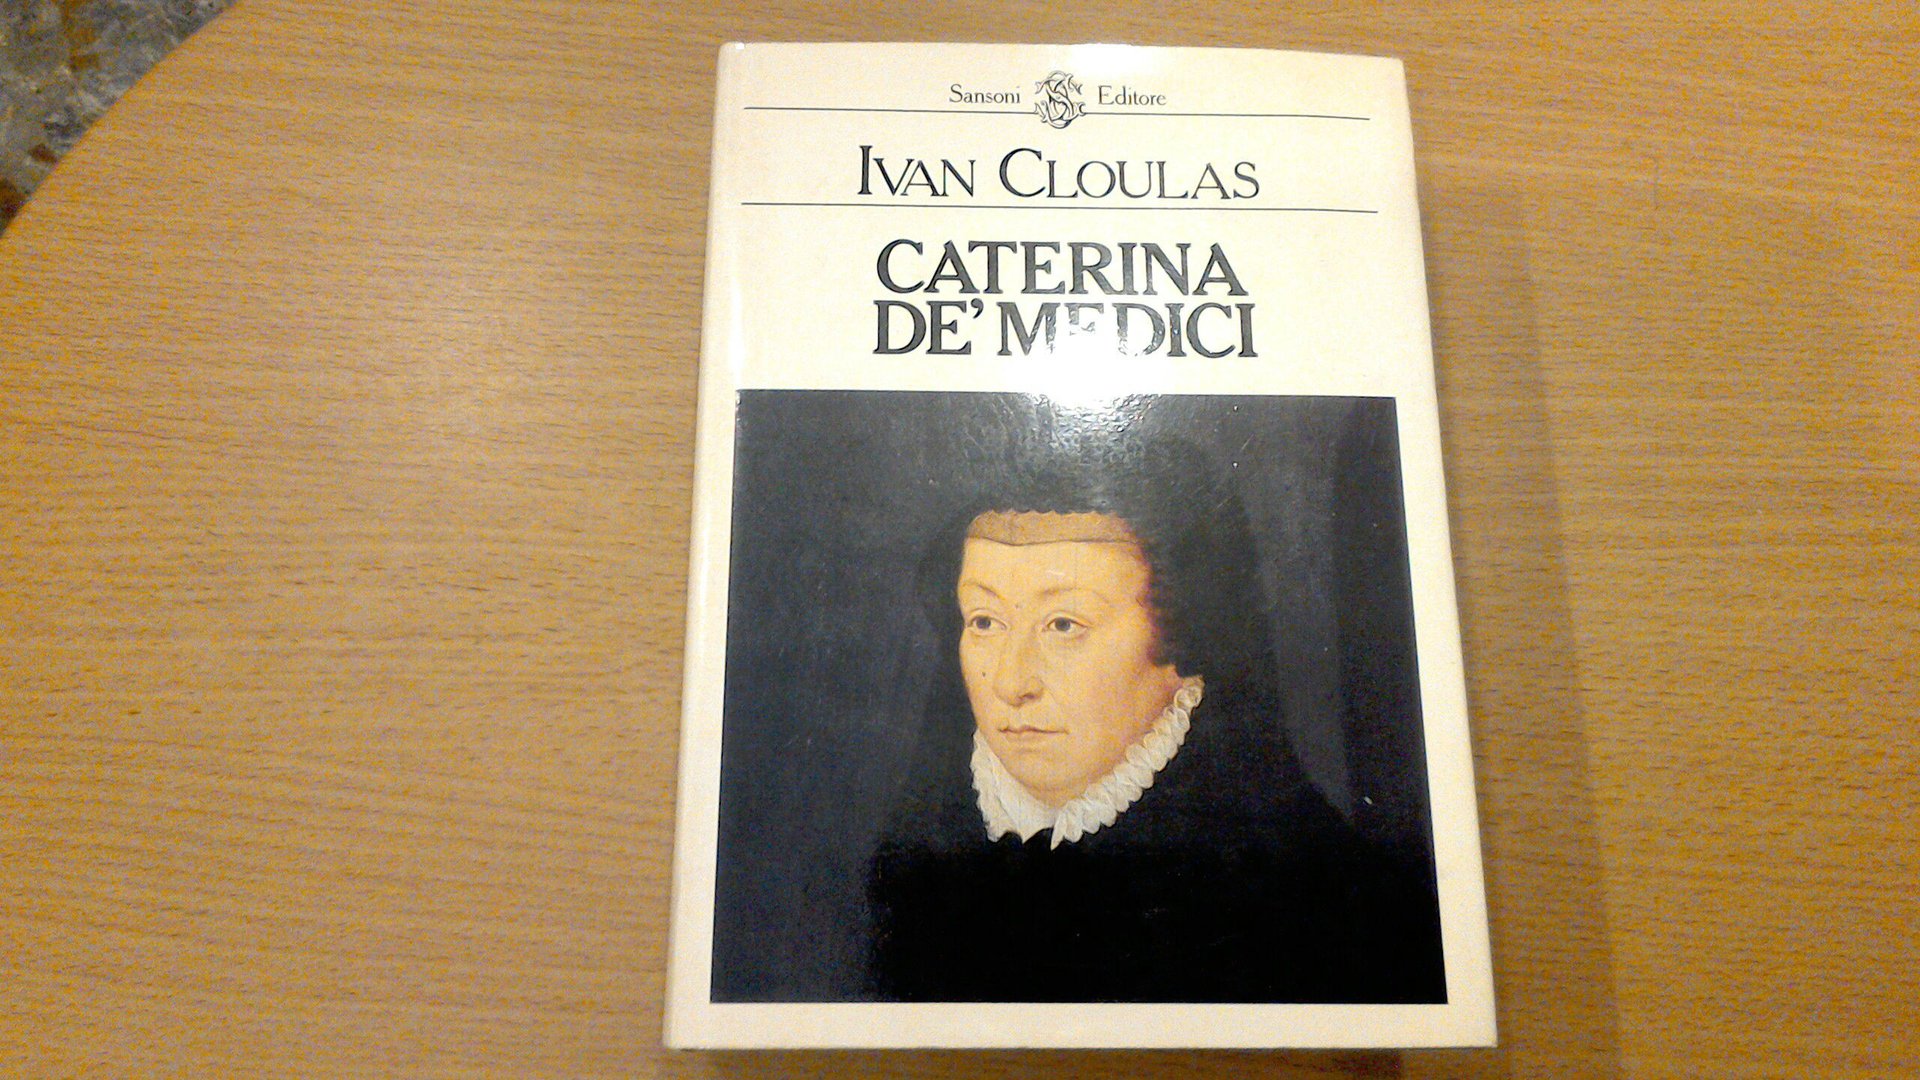 Sansoni Editore
IVAN CLOULAS
CATERINA
DE' MEDICI